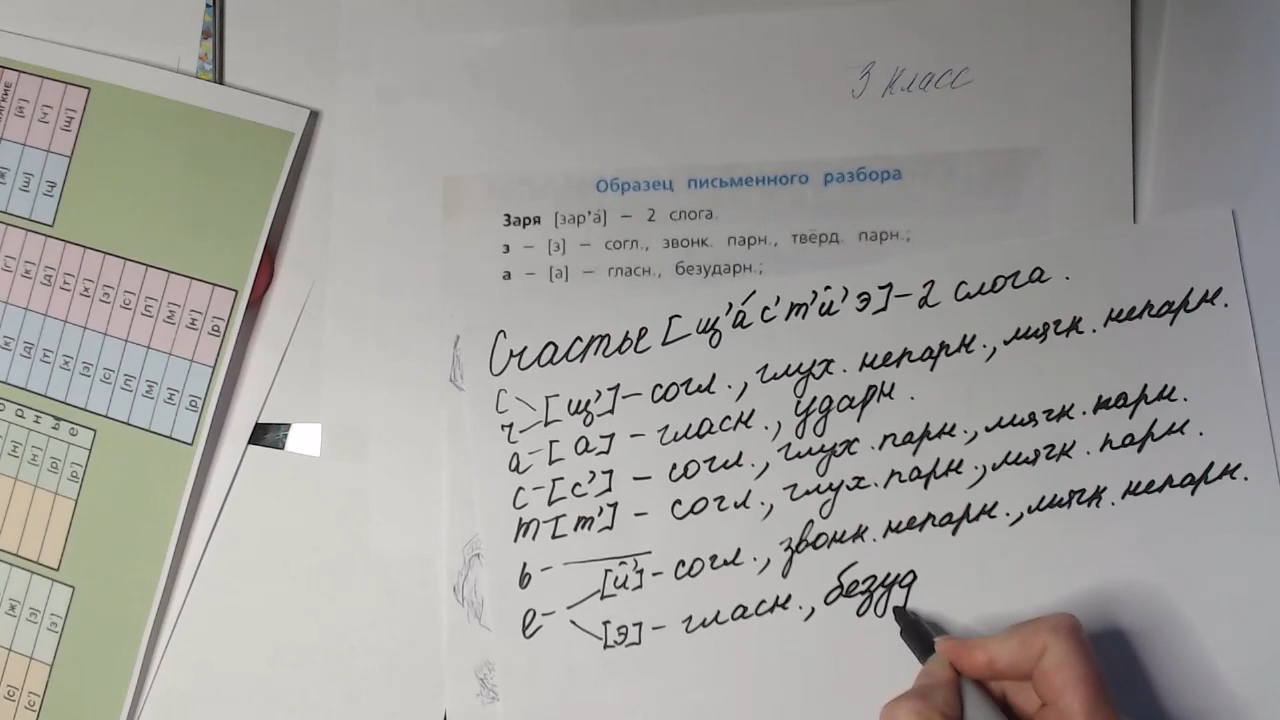 3 класс
Образец письменного разбора
Заря [зар'á] – 2 слога.
з – [з] – согл., звонк. парн., твёрд. парн.;
а – [а] – гласн., безударн.;
Счастье [щ'áс'т'й'э] – 2 слога.
с
ч – [щ'] – согл., глух. непарн., мягк. непарн.
а – [а] – гласн., ударн.
с – [с'] – согл., глух. парн., мягк. парн.
т [т'] – согл., глух. парн., мягк. парн.
ь – —
[й'] – согл., звонк. непарн., мягк. непарн.
е –
[э] – гласн., безуд
[й'] [ч'] [щ']
[ж] [ш] [ц]
[г'] [к'] [д'] [т'] [х'] [з'] [с'] [л'] [м'] [н'] [р']
[к] [д] [т] [х] [з] [с] [л] [м] [н] [р]
[н] [н'] [р] [р']
[ж] [з] [з']
[с] [с']